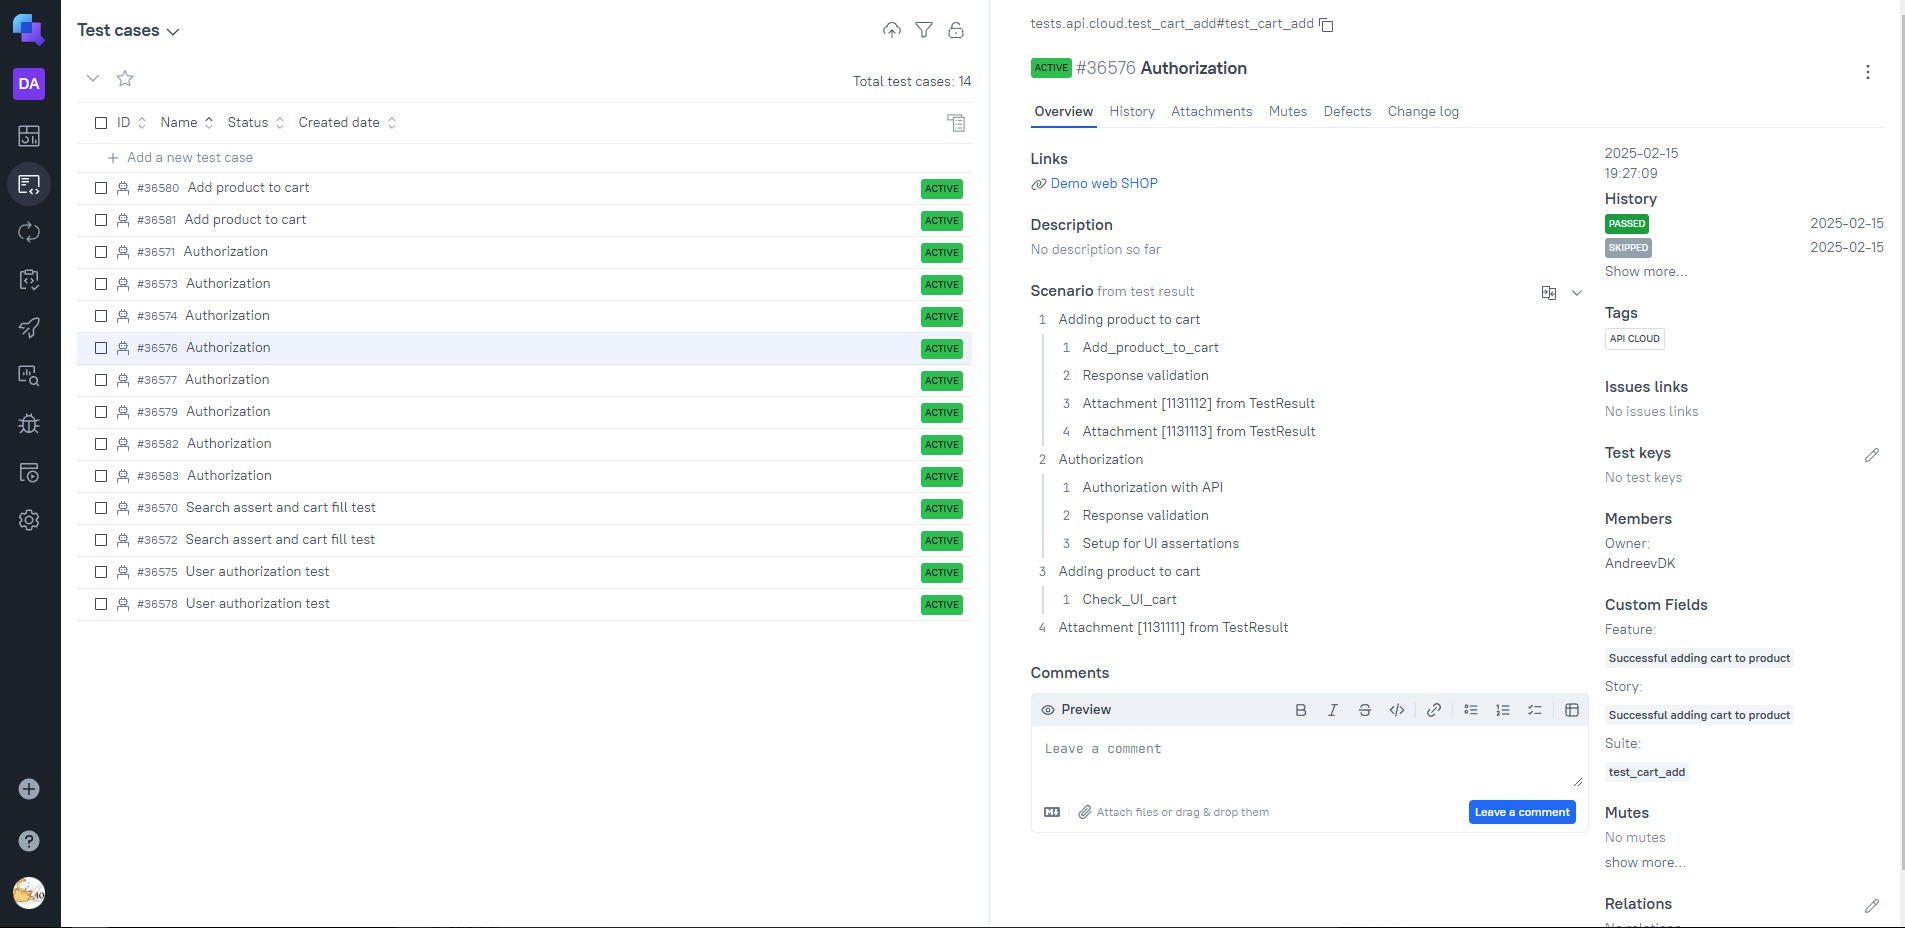 DA
Test cases
Total test cases: 14
ID Name Status Created date
Add a new test case
#36580 Add product to cart ACTIVE
#36581 Add product to cart ACTIVE
#36571 Authorization ACTIVE
#36573 Authorization ACTIVE
#36574 Authorization ACTIVE
#36576 Authorization ACTIVE
#36577 Authorization ACTIVE
#36579 Authorization ACTIVE
#36582 Authorization ACTIVE
#36583 Authorization ACTIVE
#36570 Search assert and cart fill test ACTIVE
#36572 Search assert and cart fill test ACTIVE
#36575 User authorization test ACTIVE
#36578 User authorization test ACTIVE
tests.api.cloud.test_cart_add#test_cart_add
ACTIVE #36576 Authorization
Overview History Attachments Mutes Defects Change log
Links
Demo web SHOP
Description
No description so far
Scenario from test result
1 Adding product to cart
1 Add_product_to_cart
2 Response validation
3 Attachment [1131112] from TestResult
4 Attachment [1131113] from TestResult
2 Authorization
1 Authorization with API
2 Response validation
3 Setup for UI assertations
3 Adding product to cart
1 Check_UI_cart
4 Attachment [1131111] from TestResult
Comments
Preview
Leave a comment
Attach files or drag & drop them
Leave a comment
2025-02-15
19:27:09
History
PASSED 2025-02-15
SKIPPED 2025-02-15
Show more...
Tags
API CLOUD
Issues links
No issues links
Test keys
No test keys
Members
Owner:
AndreevDK
Custom Fields
Feature:
Successful adding cart to product
Story:
Successful adding cart to product
Suite:
test_cart_add
Mutes
No mutes
show more...
Relations
No relations